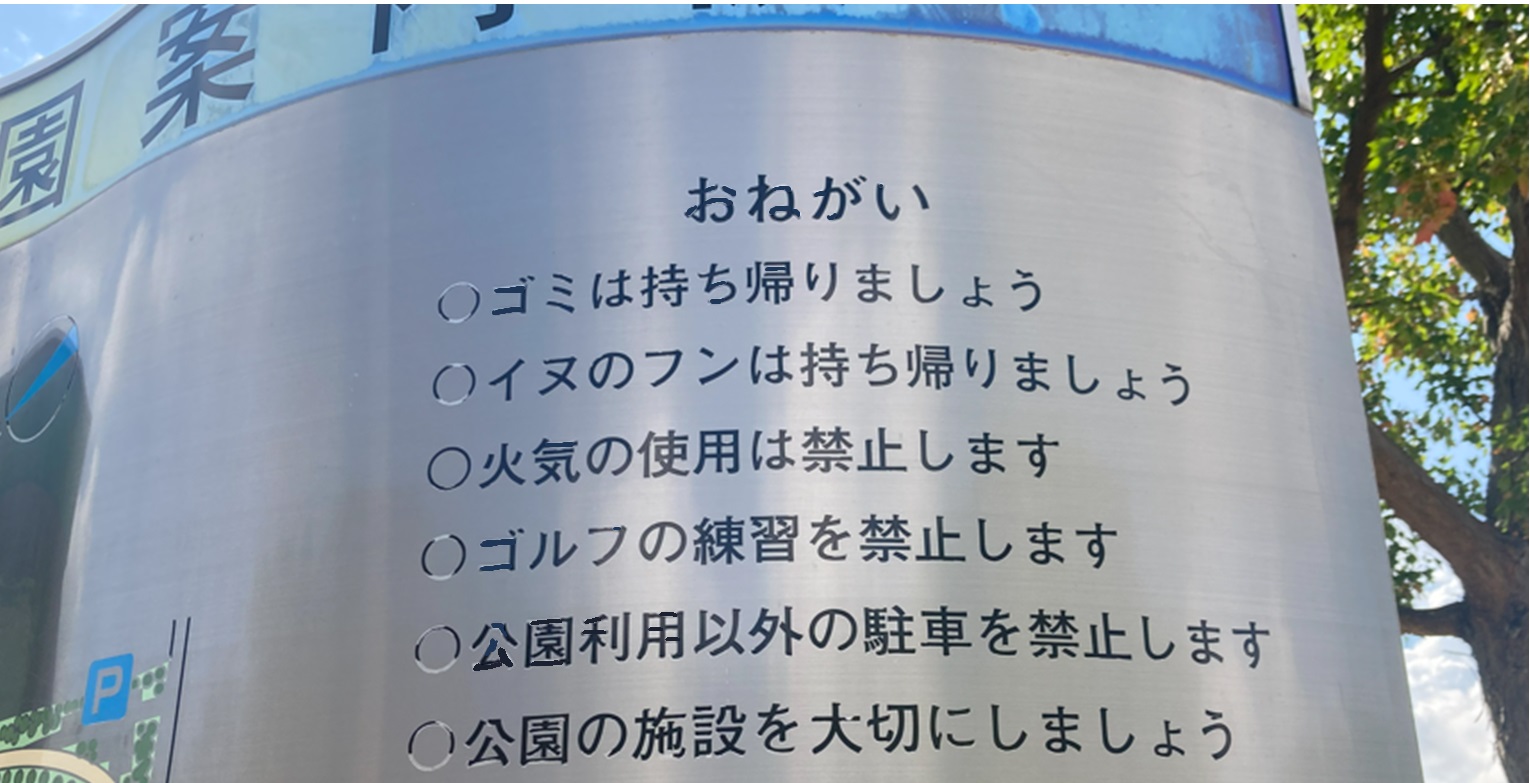 園案内
おねがい
○ゴミは持ち帰りましょう
○イヌのフンは持ち帰りましょう
○火気の使用は禁止します
○ゴルフの練習を禁止します
○公園利用以外の駐車を禁止します
○公園の施設を大切にしましょう
P